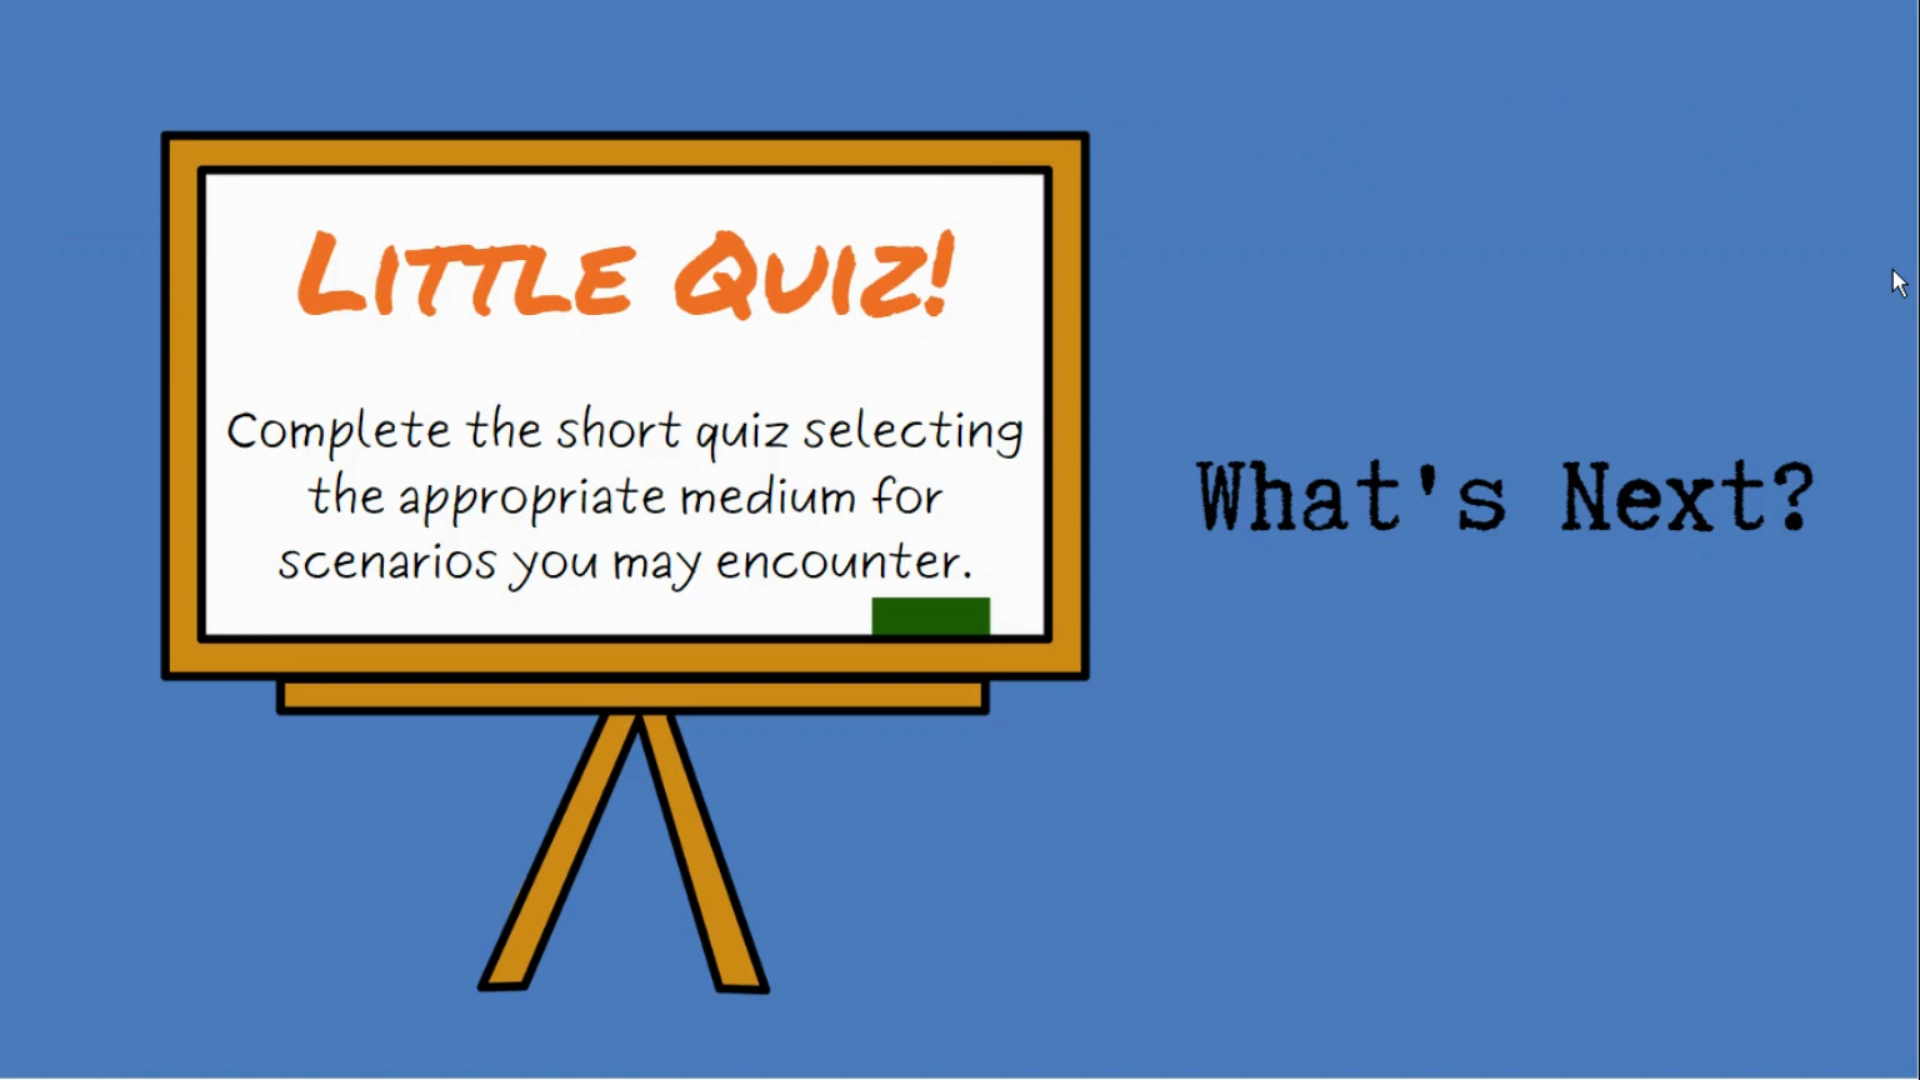 Little Quiz!
Complete the short quiz selecting
the appropriate medium for
scenarios you may encounter.
What's Next?